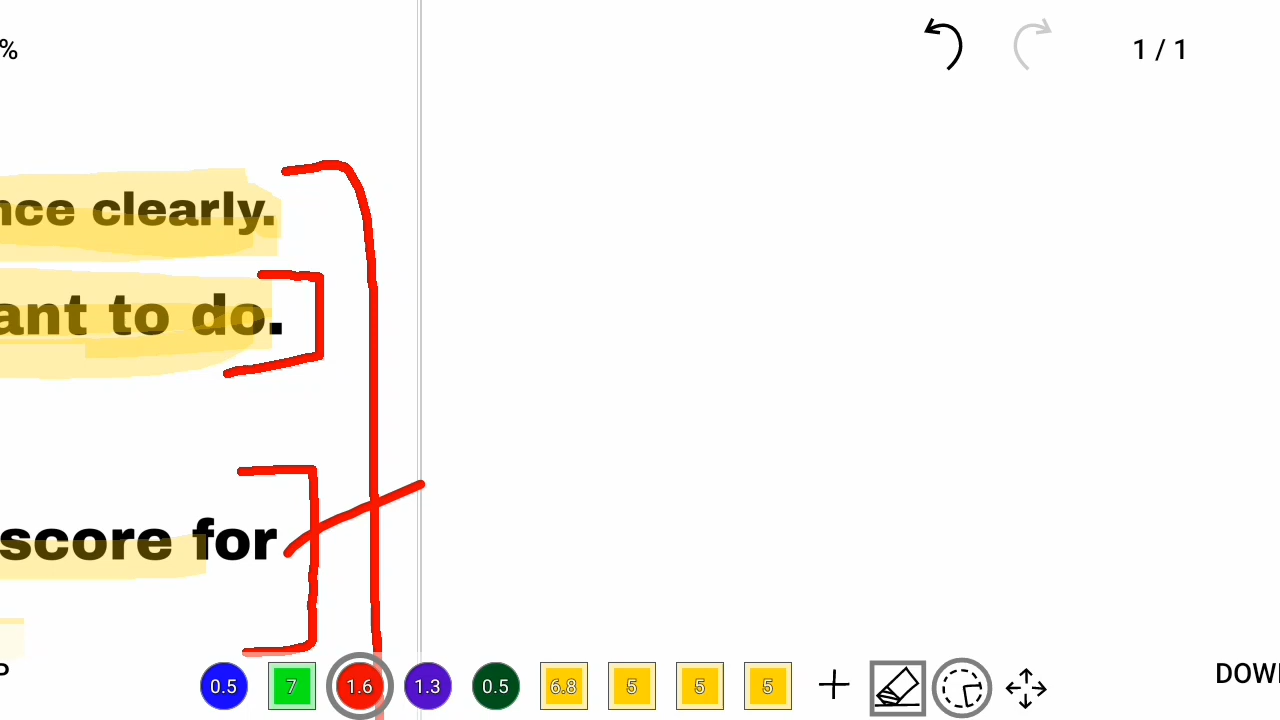 %
1 / 1
nce clearly.
ant to do.
score for
0.5 7 1.6 1.3 0.5 6.8 5 5 5
DOW